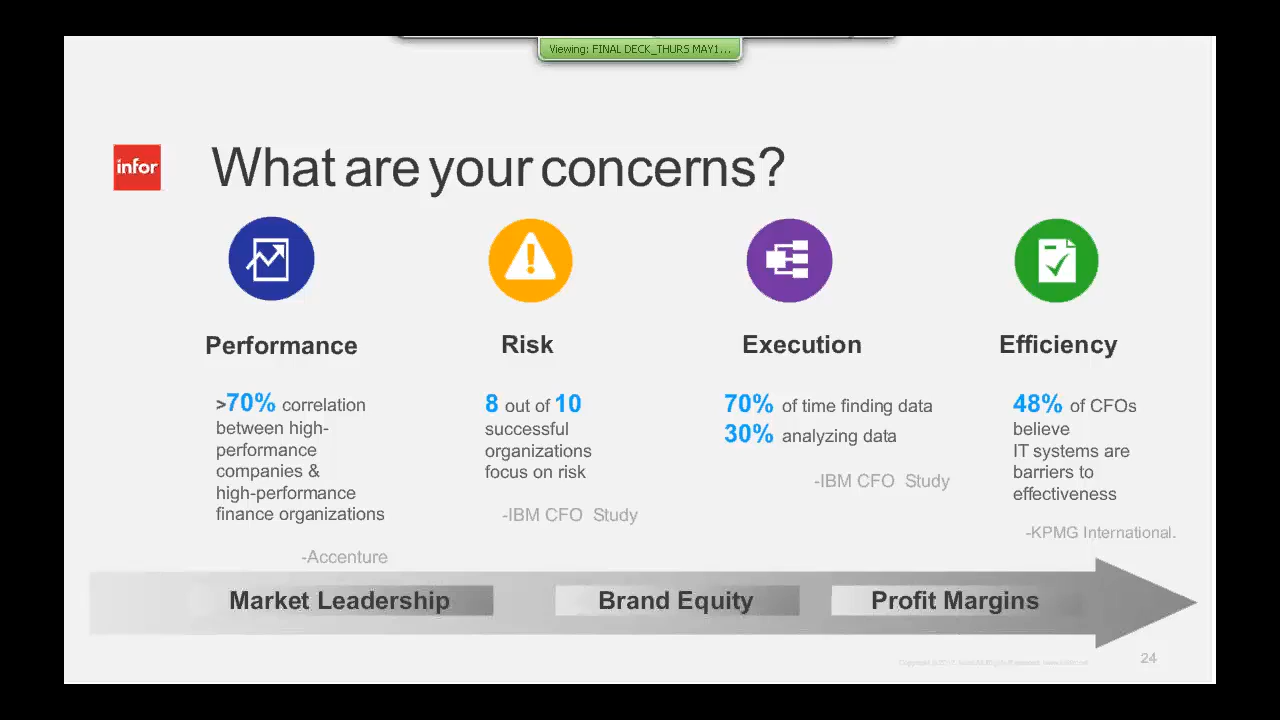 Viewing: FINAL DECK_THURS MAY1...
infor
What are your concerns?
Performance
>70% correlation
between high-
performance
companies &
high-performance
finance organizations
-Accenture
Risk
8 out of 10
successful
organizations
focus on risk
-IBM CFO Study
Execution
70% of time finding data
30% analyzing data
-IBM CFO Study
Efficiency
48% of CFOs
believe
IT systems are
barriers to
effectiveness
-KPMG International.
Market Leadership
Brand Equity
Profit Margins
24